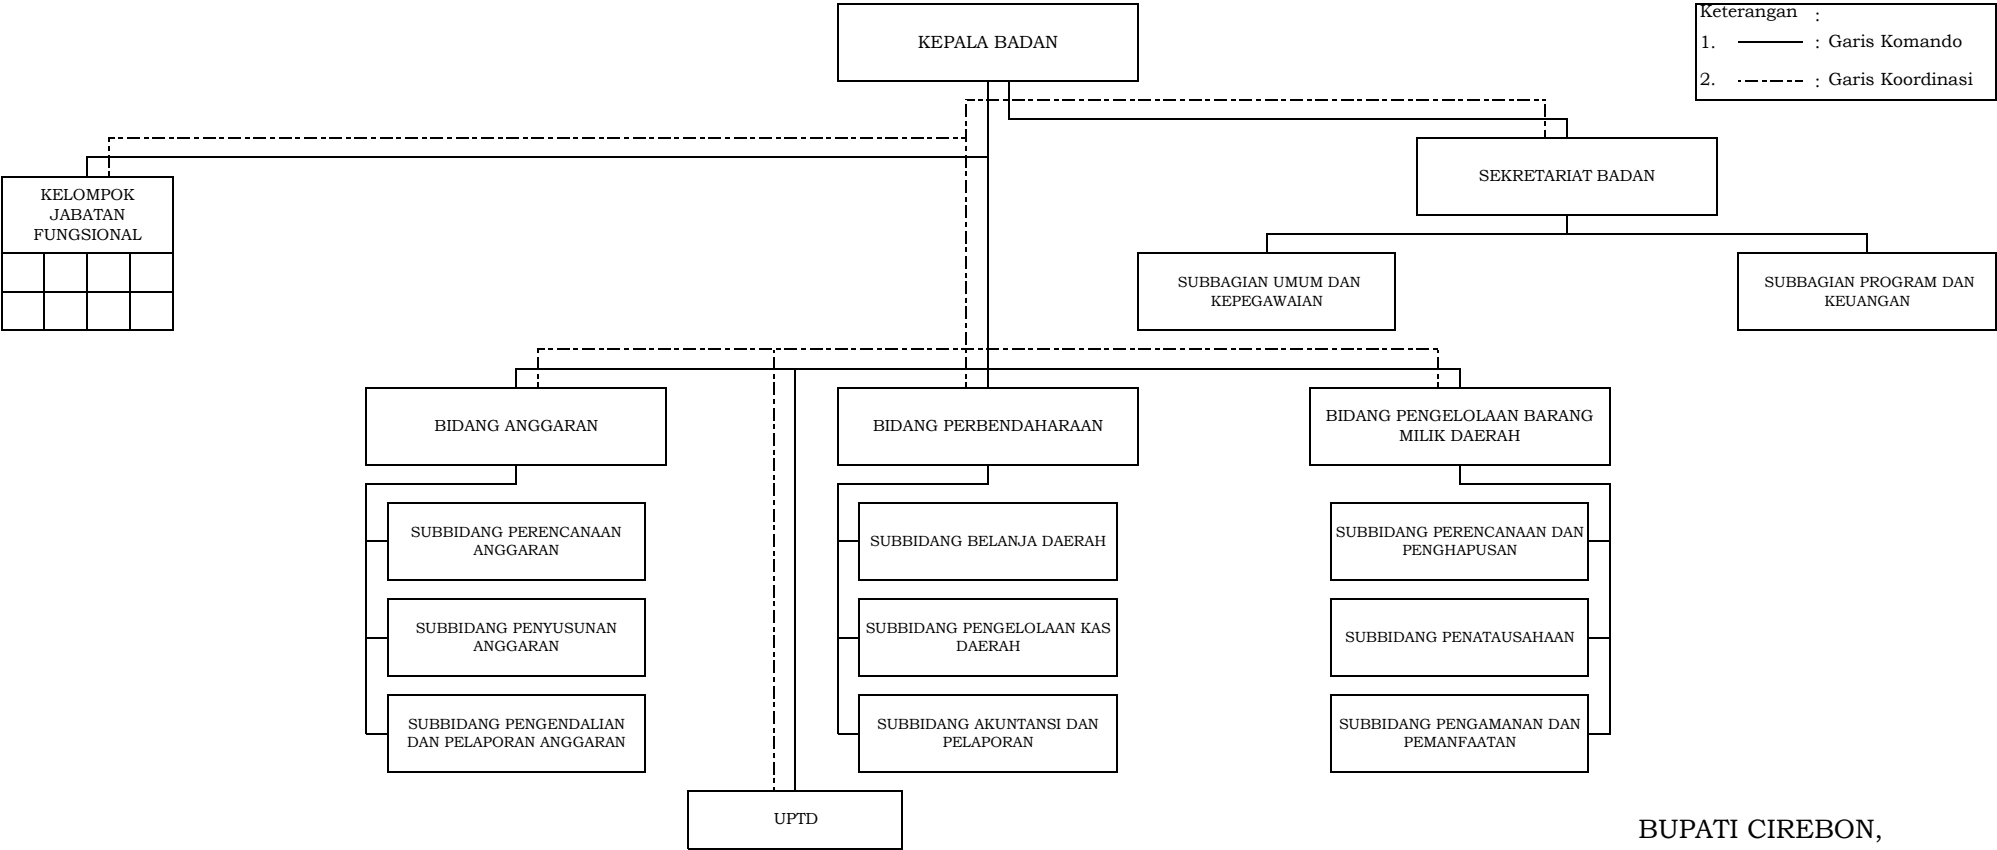 KEPALA BADAN
Keterangan :
1. : Garis Komando
2. : Garis Koordinasi
SEKRETARIAT BADAN
KELOMPOK
JABATAN
FUNGSIONAL
SUBBAGIAN UMUM DAN
KEPEGAWAIAN
SUBBAGIAN PROGRAM DAN
KEUANGAN
BIDANG ANGGARAN
BIDANG PERBENDAHARAAN
BIDANG PENGELOLAAN BARANG
MILIK DAERAH
SUBBIDANG PERENCANAAN
ANGGARAN
SUBBIDANG BELANJA DAERAH
SUBBIDANG PERENCANAAN DAN
PENGHAPUSAN
SUBBIDANG PENYUSUNAN
ANGGARAN
SUBBIDANG PENGELOLAAN KAS
DAERAH
SUBBIDANG PENATAUSAHAAN
SUBBIDANG PENGENDALIAN
DAN PELAPORAN ANGGARAN
SUBBIDANG AKUNTANSI DAN
PELAPORAN
SUBBIDANG PENGAMANAN DAN
PEMANFAATAN
UPTD
BUPATI CIREBON,